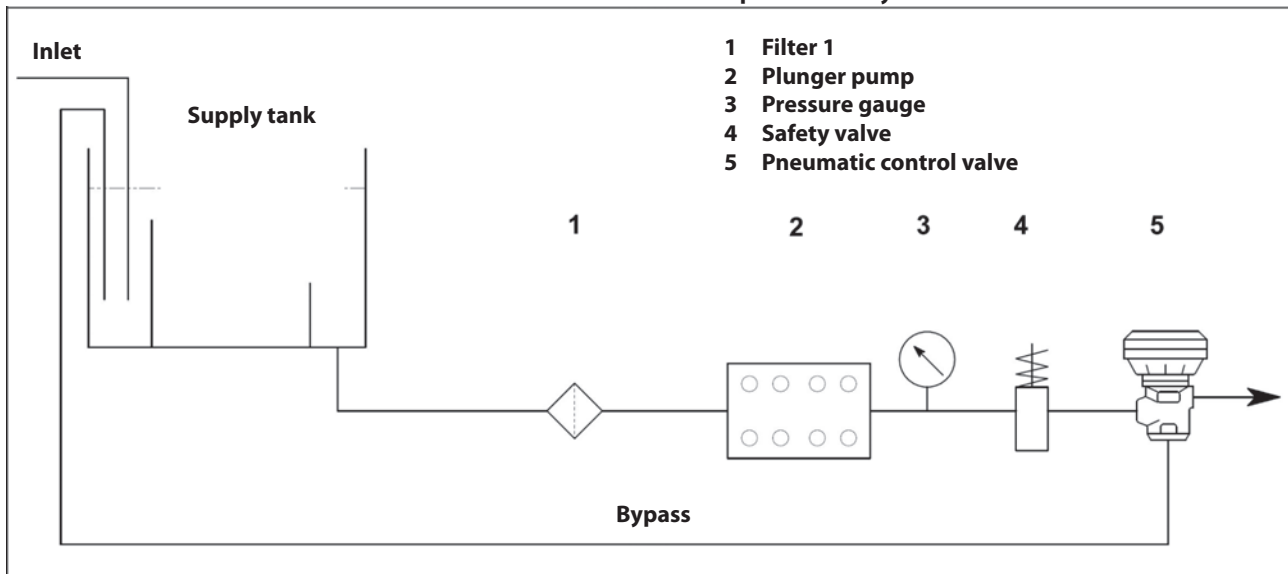 Inlet
Supply tank
1 Filter 1
2 Plunger pump
3 Pressure gauge
4 Safety valve
5 Pneumatic control valve
1 2 3 4 5
Bypass